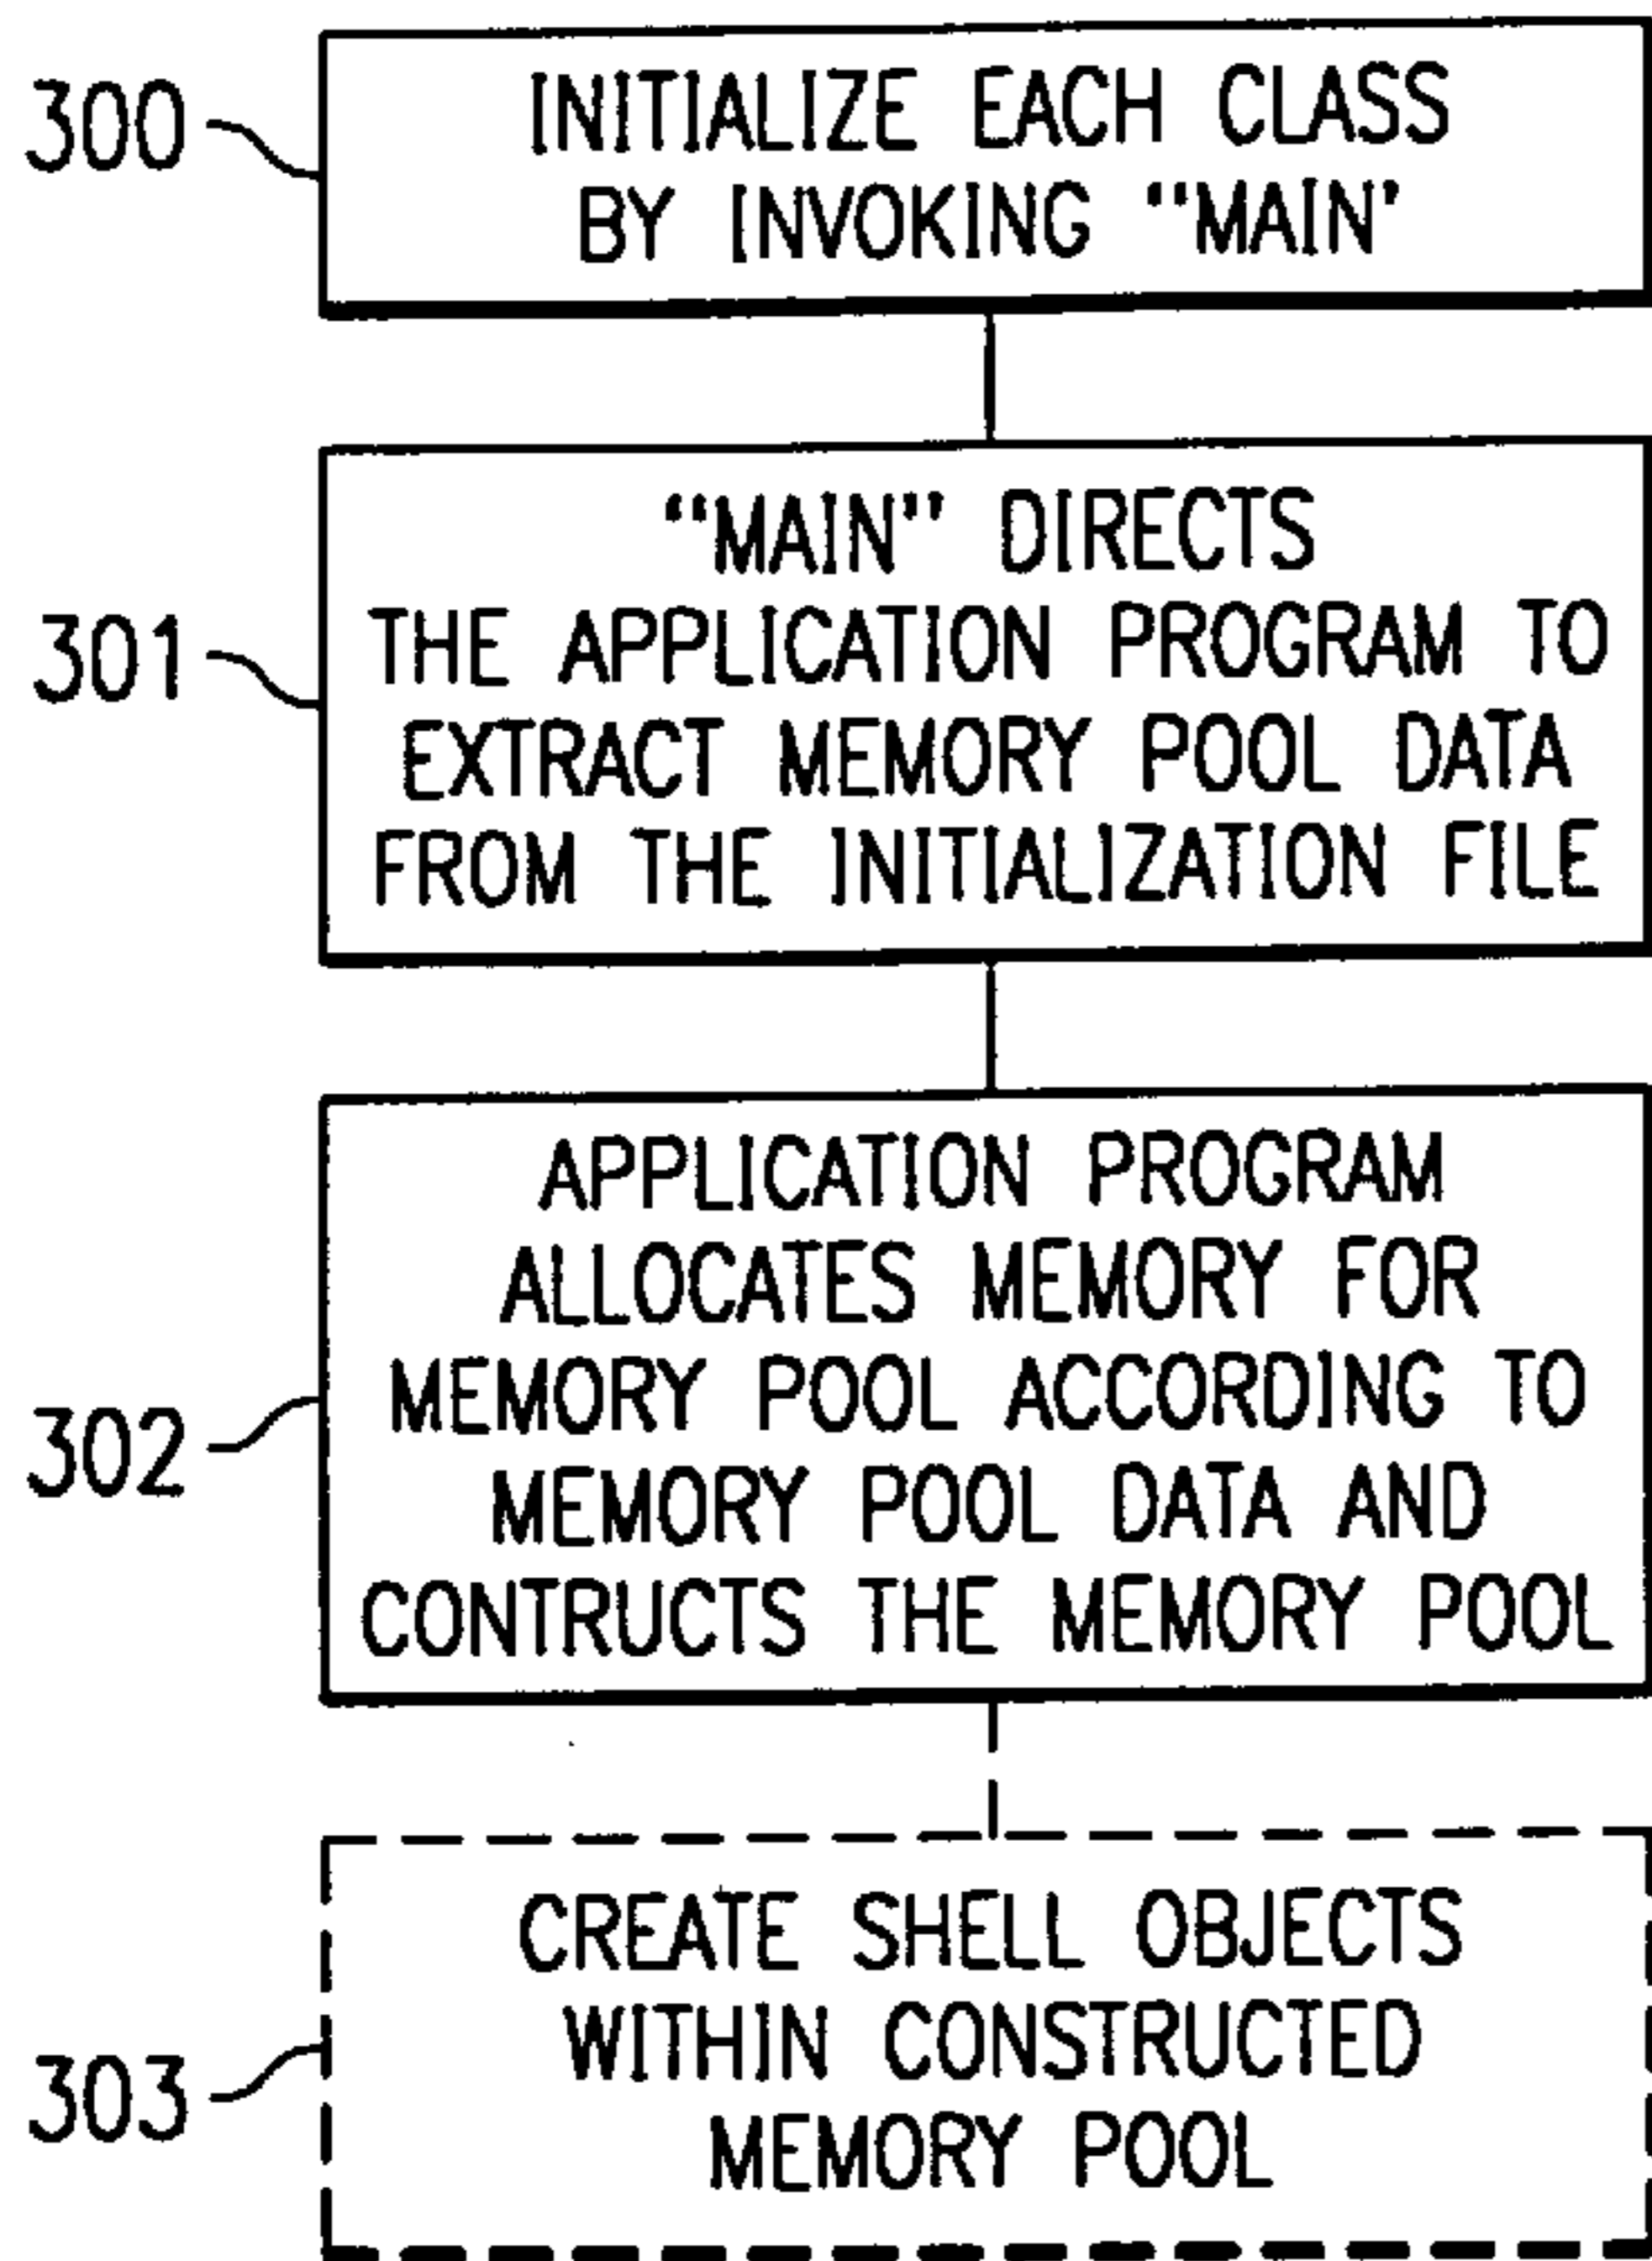 300
INITIALIZE EACH CLASS
BY INVOKING "MAIN'
301
"MAIN" DIRECTS
THE APPLICATION PROGRAM TO
EXTRACT MEMORY POOL DATA
FROM THE INITIALIZATION FILE
302
APPLICATION PROGRAM
ALLOCATES MEMORY FOR
MEMORY POOL ACCORDING TO
MEMORY POOL DATA AND
CONTRUCTS THE MEMORY POOL
303
CREATE SHELL OBJECTS
WITHIN CONSTRUCTED
MEMORY POOL